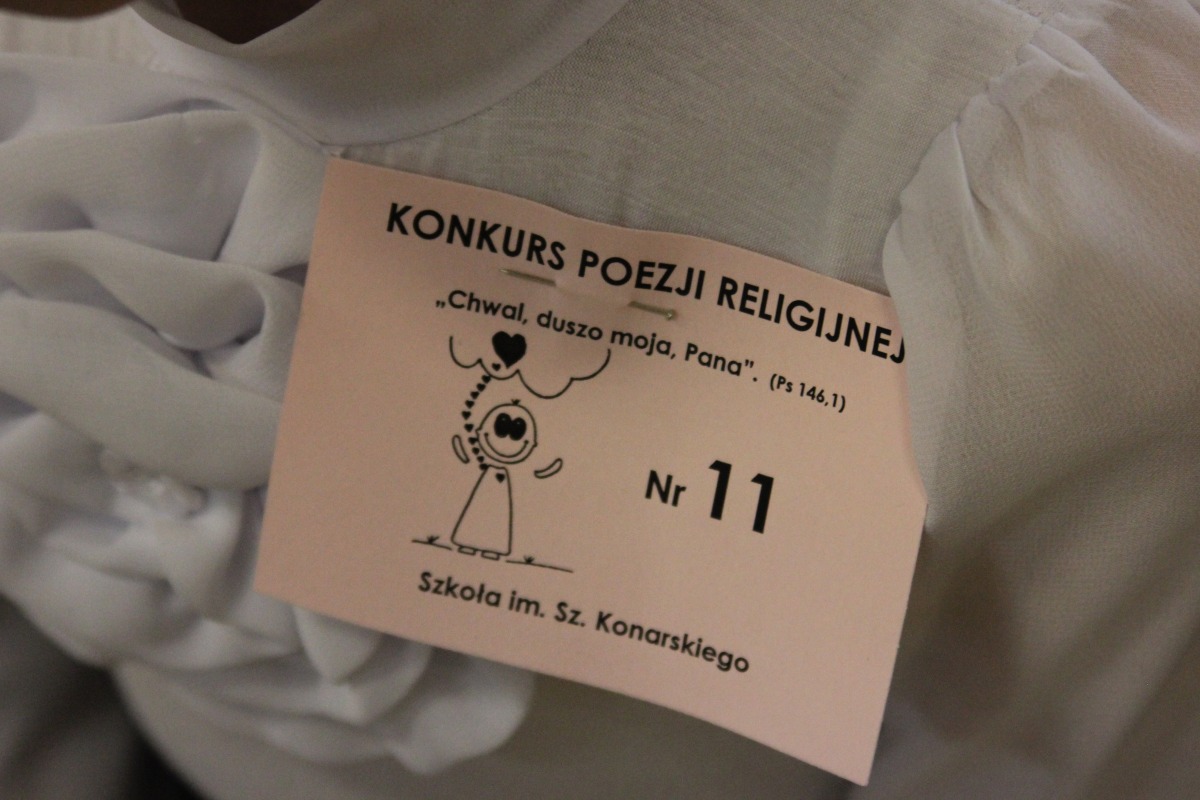 KONKURS POEZJI RELIGIJNEJ
„Chwal, duszo moja, Pana”. (Ps 146,1)
Nr 11
Szkoła im. Sz. Konarskiego